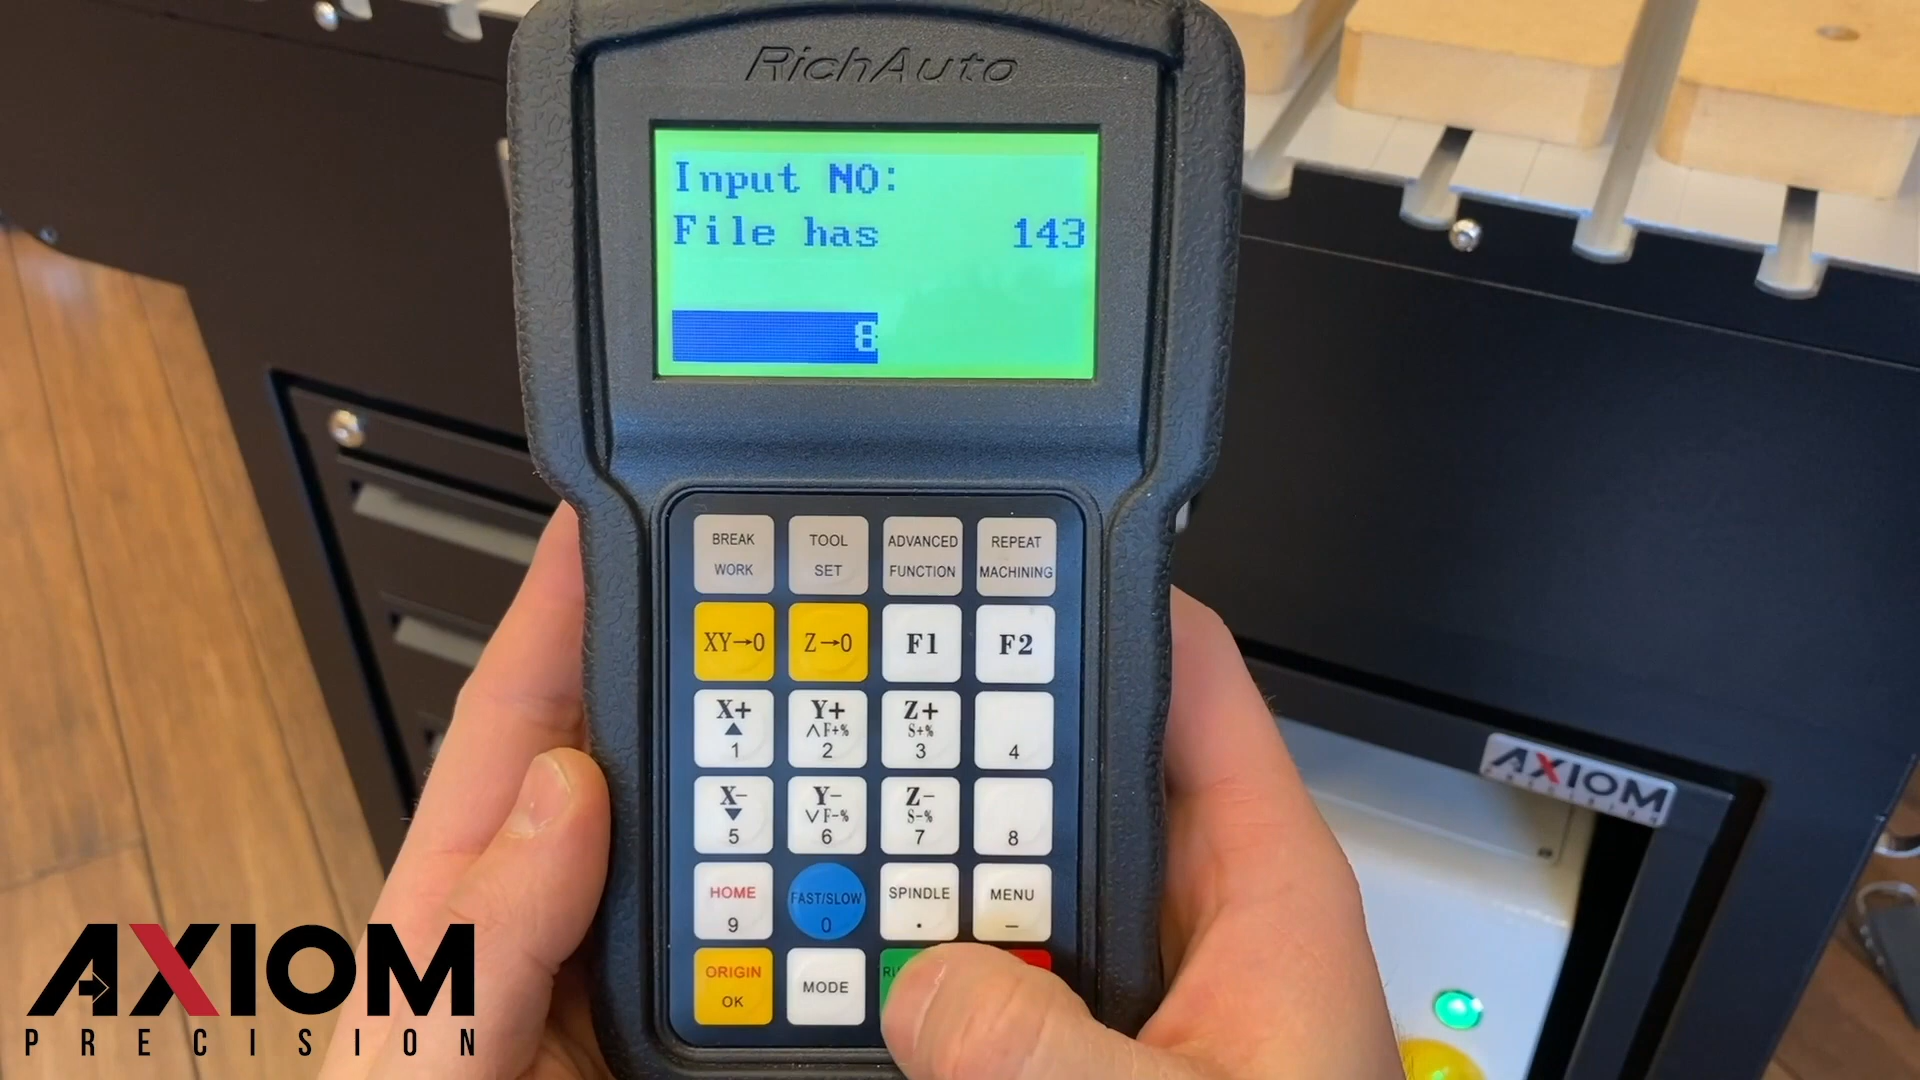 RichAuto
Input NO:
File has 143
8
BREAK WORK
TOOL SET
ADVANCED FUNCTION
REPEAT MACHINING
XY→0
Z→0
F1
F2
X+ ▲ 1
Y+ ∧F+% 2
Z+ S+% 3
4
X- ▼ 5
Y- ∨F-% 6
Z- S-% 7
8
HOME 9
FAST/SLOW 0
SPINDLE .
MENU –
ORIGIN OK
MODE
AXIOM
PRECISION
AXIOM
PRECISION